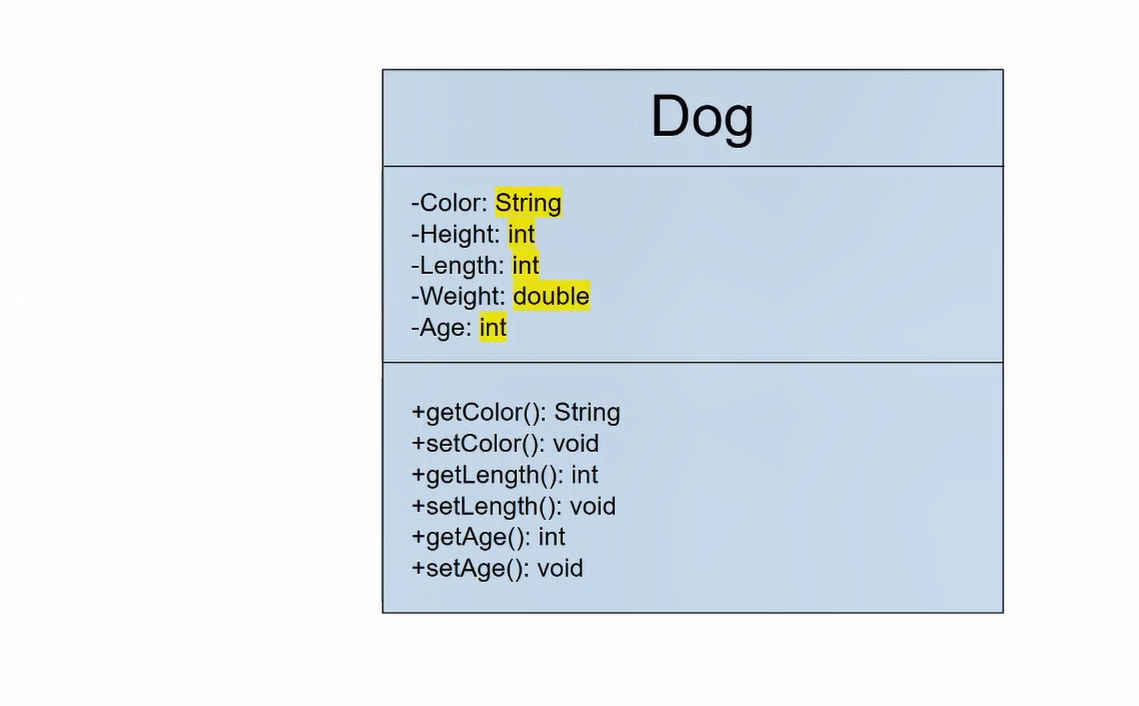 Dog
-Color: String
-Height: int
-Length: int
-Weight: double
-Age: int
+getColor(): String
+setColor(): void
+getLength(): int
+setLength(): void
+getAge(): int
+setAge(): void